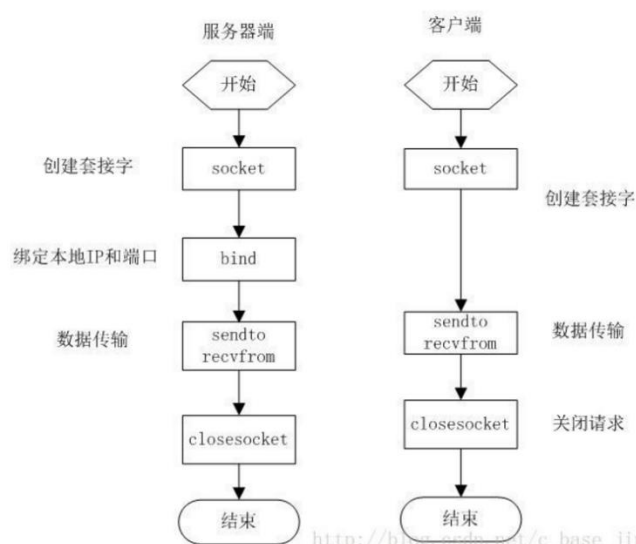 服务器端
客户端
开始
开始
创建套接字
socket
socket
创建套接字
绑定本地IP和端口
bind
数据传输
sendto
recvfrom
sendto
recvfrom
数据传输
closesocket
closesocket
关闭请求
结束
结束